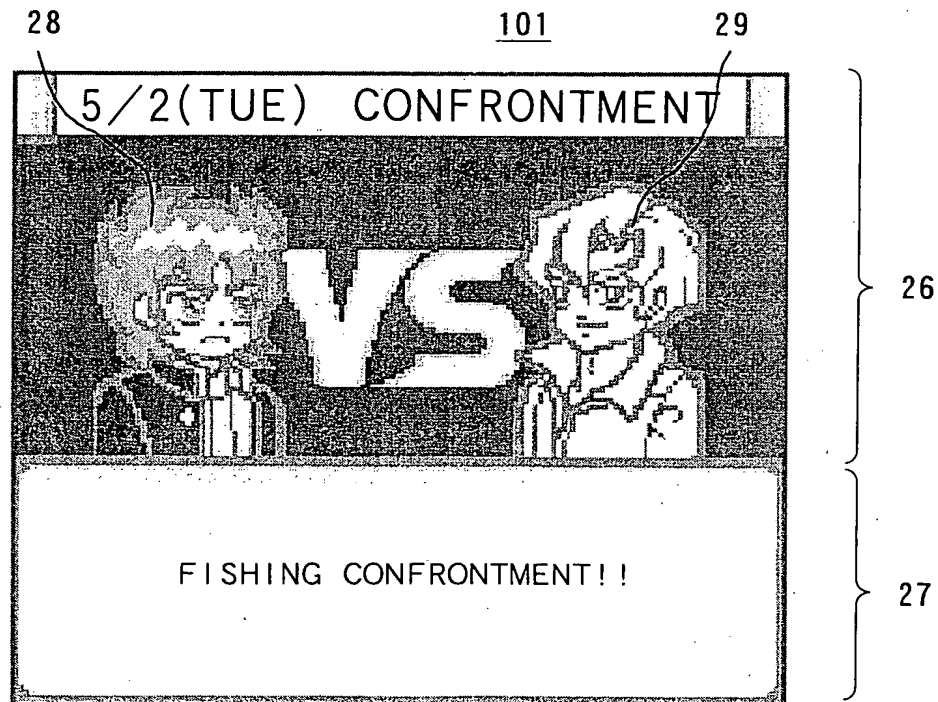 28 101 29
5/2(TUE) CONFRONTMENT
VS
26
FISHING CONFRONTMENT!!
27